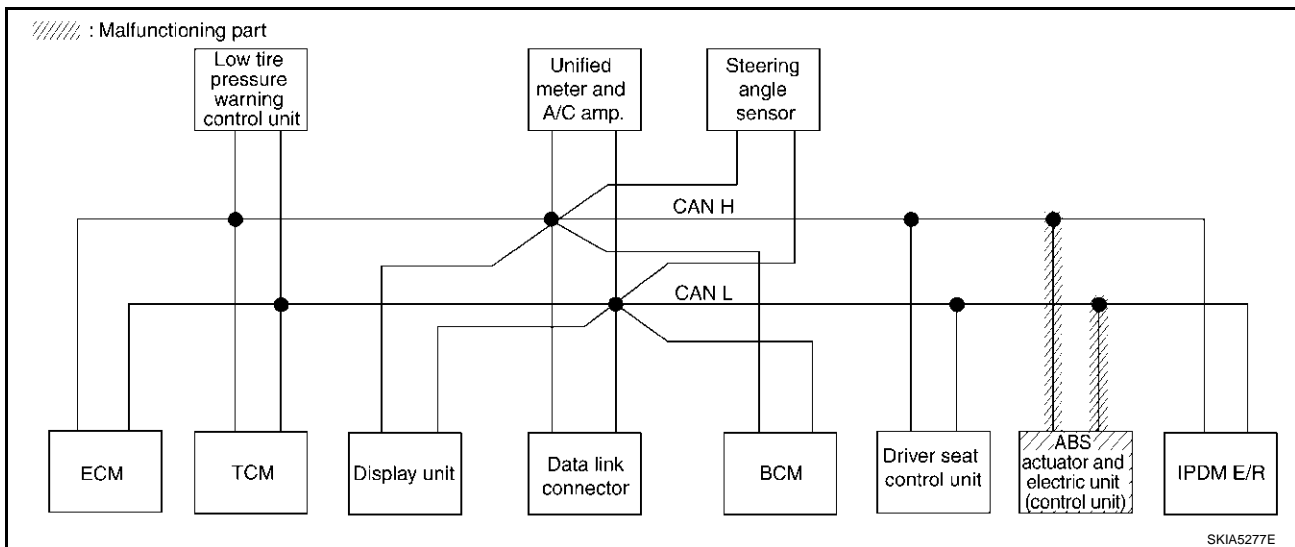 : Malfunctioning part
Low tire
pressure
warning
control unit
Unified
meter and
A/C amp.
Steering
angle
sensor
CAN H
CAN L
ECM
TCM
Display unit
Data link
connector
BCM
Driver seat
control unit
ABS
actuator and
electric unit
(control unit)
IPDM E/R
SKIA5277E